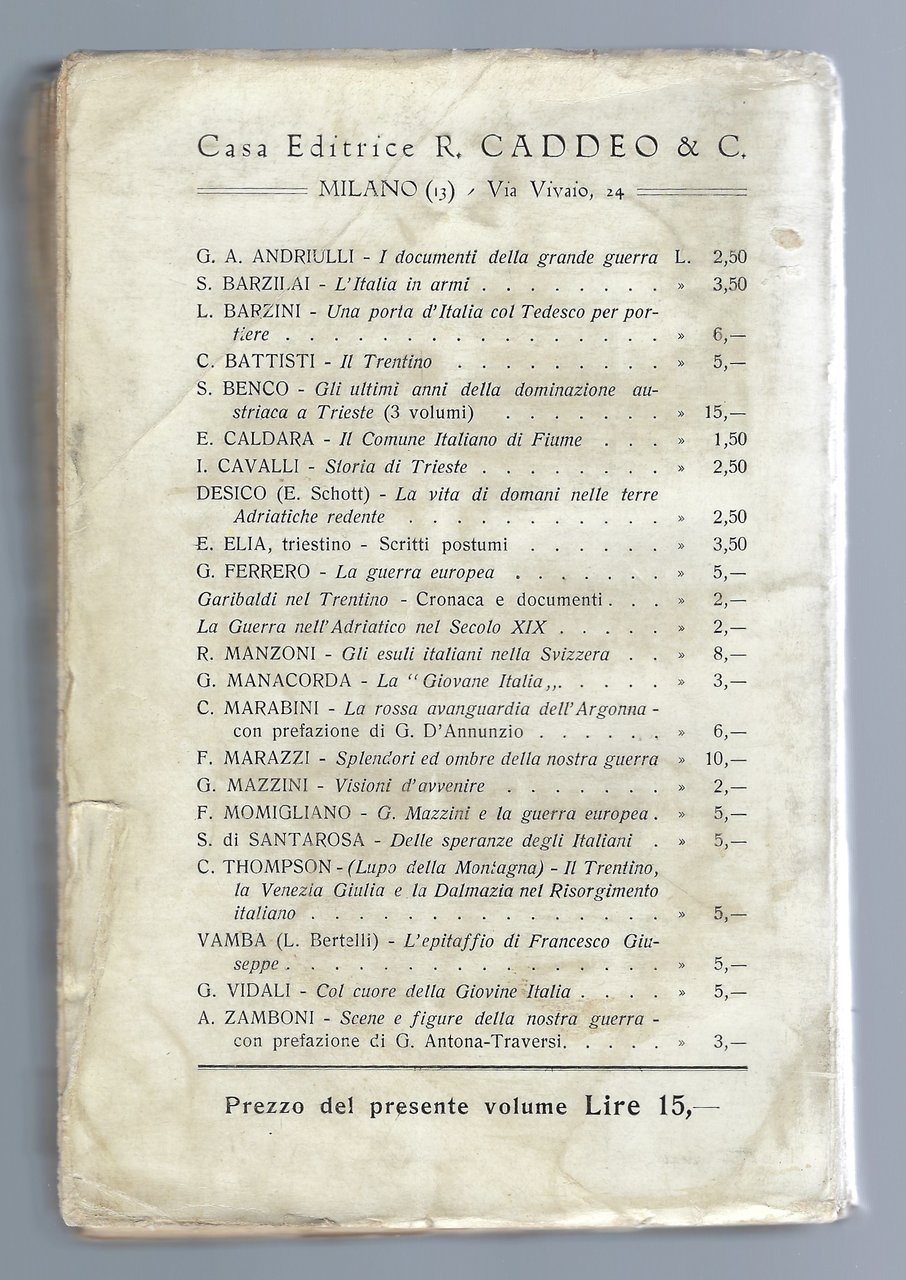 Casa Editrice R. CADDEO & C.
MILANO (13) - Via Vivaio, 24
G. A. ANDRIULLI - I documenti della grande guerra L. 2,50
S. BARZILAI - L'Italia in armi . . . . . . . . » 3,50
L. BARZINI - Una porta d'Italia col Tedesco per por-
tiere . . . . . . . . . . . . . . . . » 6,—
C. BATTISTI - Il Trentino . . . . . . . . . » 5,—
S. BENCO - Gli ultimi anni della dominazione au-
striaca a Trieste (3 volumi) . . . . . . . » 15,—
E. CALDARA - Il Comune Italiano di Fiume . . . » 1,50
I. CAVALLI - Storia di Trieste . . . . . . . . » 2,50
DESICO (E. Schott) - La vita di domani nelle terre
Adriatiche redente . . . . . . . . . . . » 2,50
E. ELIA, triestino - Scritti postumi . . . . . . » 3,50
G. FERRERO - La guerra europea . . . . . . . » 5,—
Garibaldi nel Trentino - Cronaca e documenti . . . » 2,—
La Guerra nell'Adriatico nel Secolo XIX . . . . . » 2,—
R. MANZONI - Gli esuli italiani nella Svizzera . . » 8,—
G. MANACORDA - La “Giovane Italia„. . . . . . » 3,—
C. MARABINI - La rossa avanguardia dell'Argonna -
con prefazione di G. D'Annunzio . . . . . . » 6,—
F. MARAZZI - Splendori ed ombre della nostra guerra » 10,—
G. MAZZINI - Visioni d'avvenire . . . . . . . » 2,—
F. MOMIGLIANO - G. Mazzini e la guerra europea . » 5,—
S. di SANTAROSA - Delle speranze degli Italiani . » 5,—
C. THOMPSON - (Lupo della Montagna) - Il Trentino,
la Venezia Giulia e la Dalmazia nel Risorgimento
italiano . . . . . . . . . . . . . . . » 5,—
VAMBA (L. Bertelli) - L'epitaffio di Francesco Giu-
seppe . . . . . . . . . . . . . . . . » 5,—
G. VIDALI - Col cuore della Giovine Italia . . . . » 5,—
A. ZAMBONI - Scene e figure della nostra guerra -
con prefazione di G. Antona-Traversi. . . . . » 3,—
Prezzo del presente volume Lire 15,—